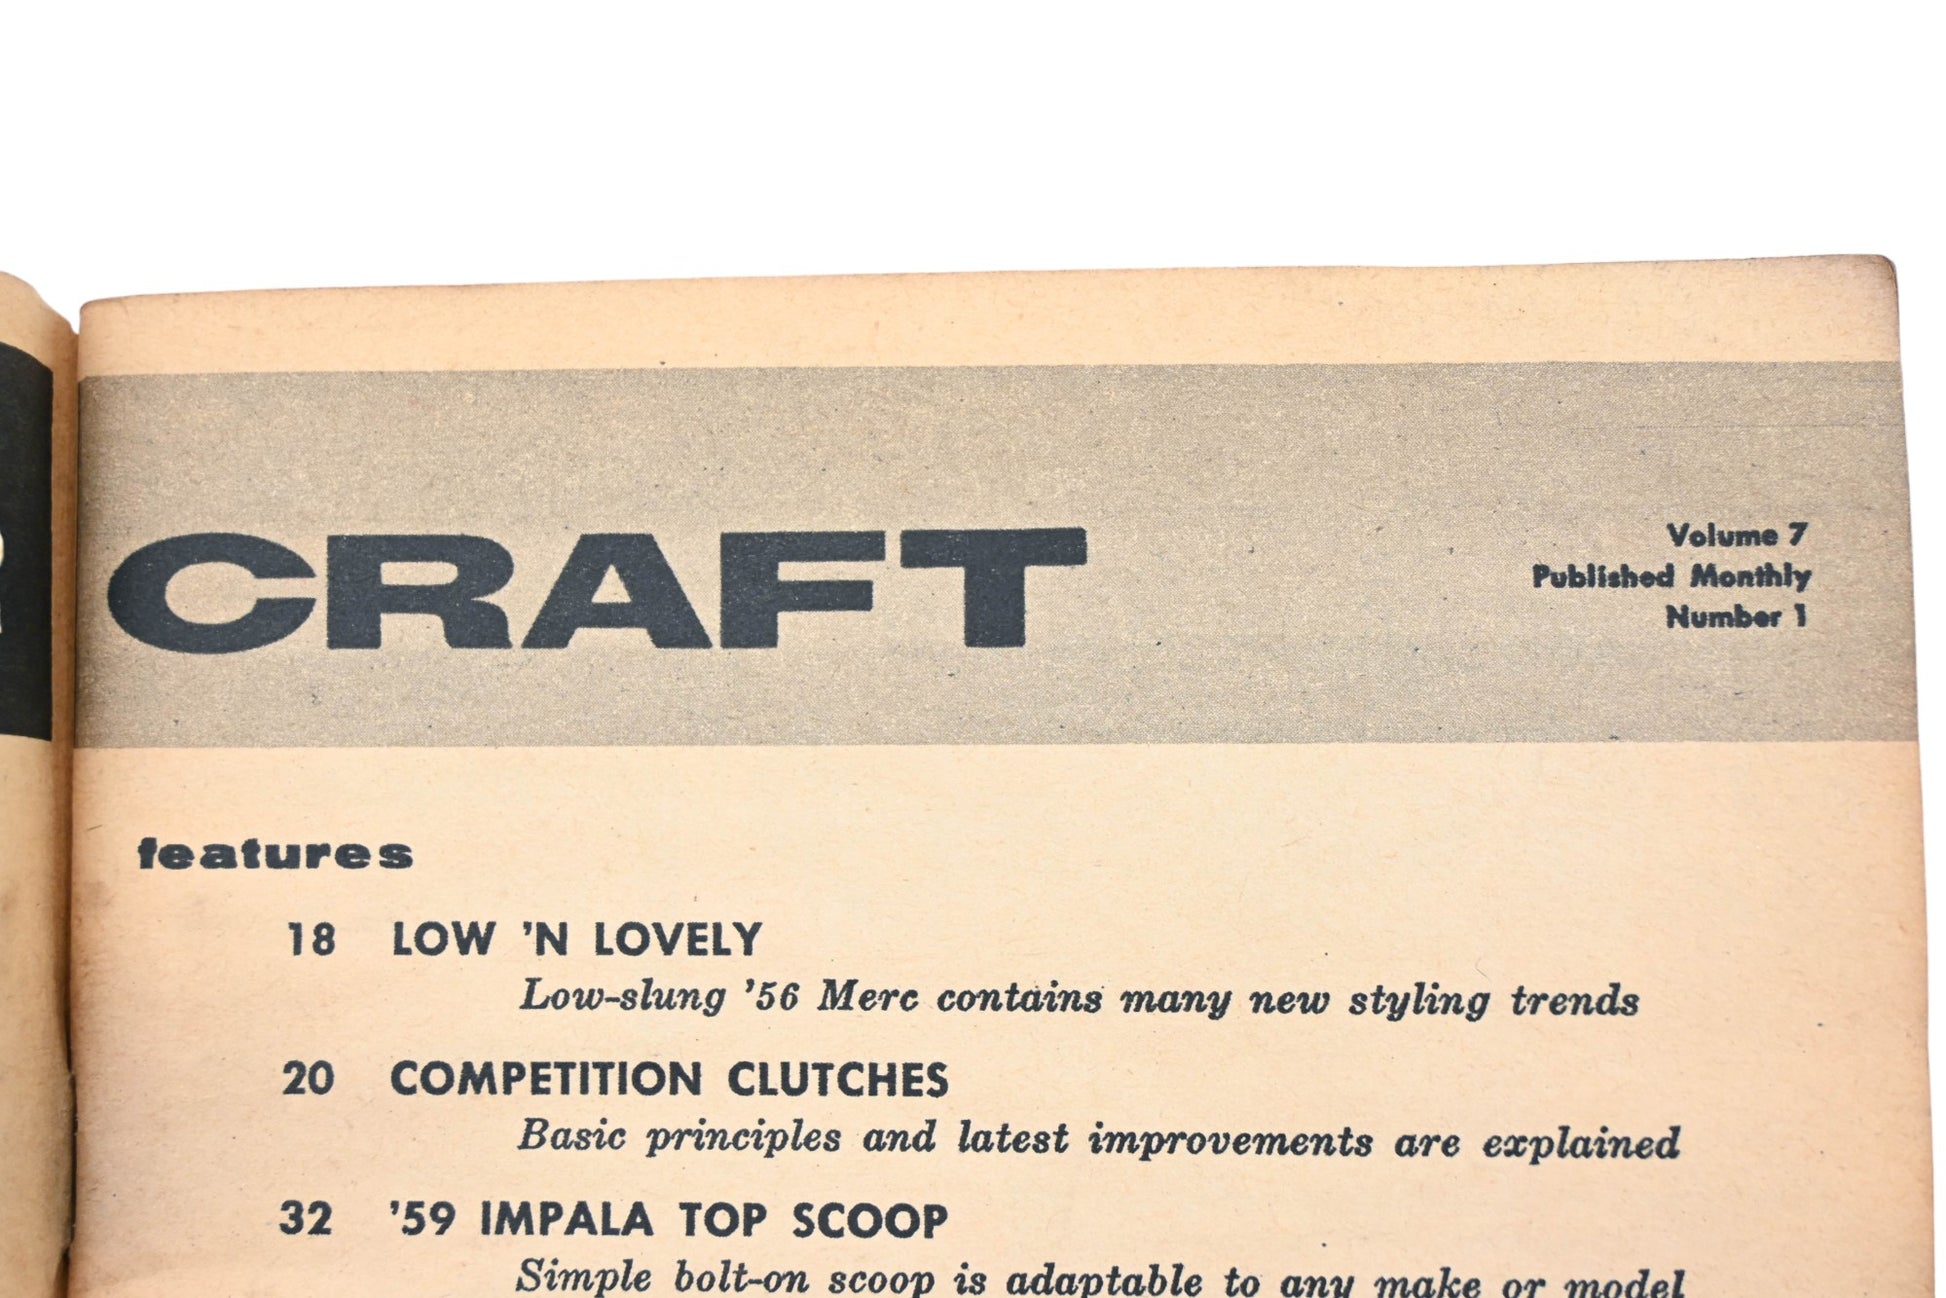 CRAFT
Volume 7
Published Monthly
Number 1
features
18 LOW 'N LOVELY
Low-slung '56 Merc contains many new styling trends
20 COMPETITION CLUTCHES
Basic principles and latest improvements are explained
32 '59 IMPALA TOP SCOOP
Simple bolt-on scoop is adaptable to any make or model